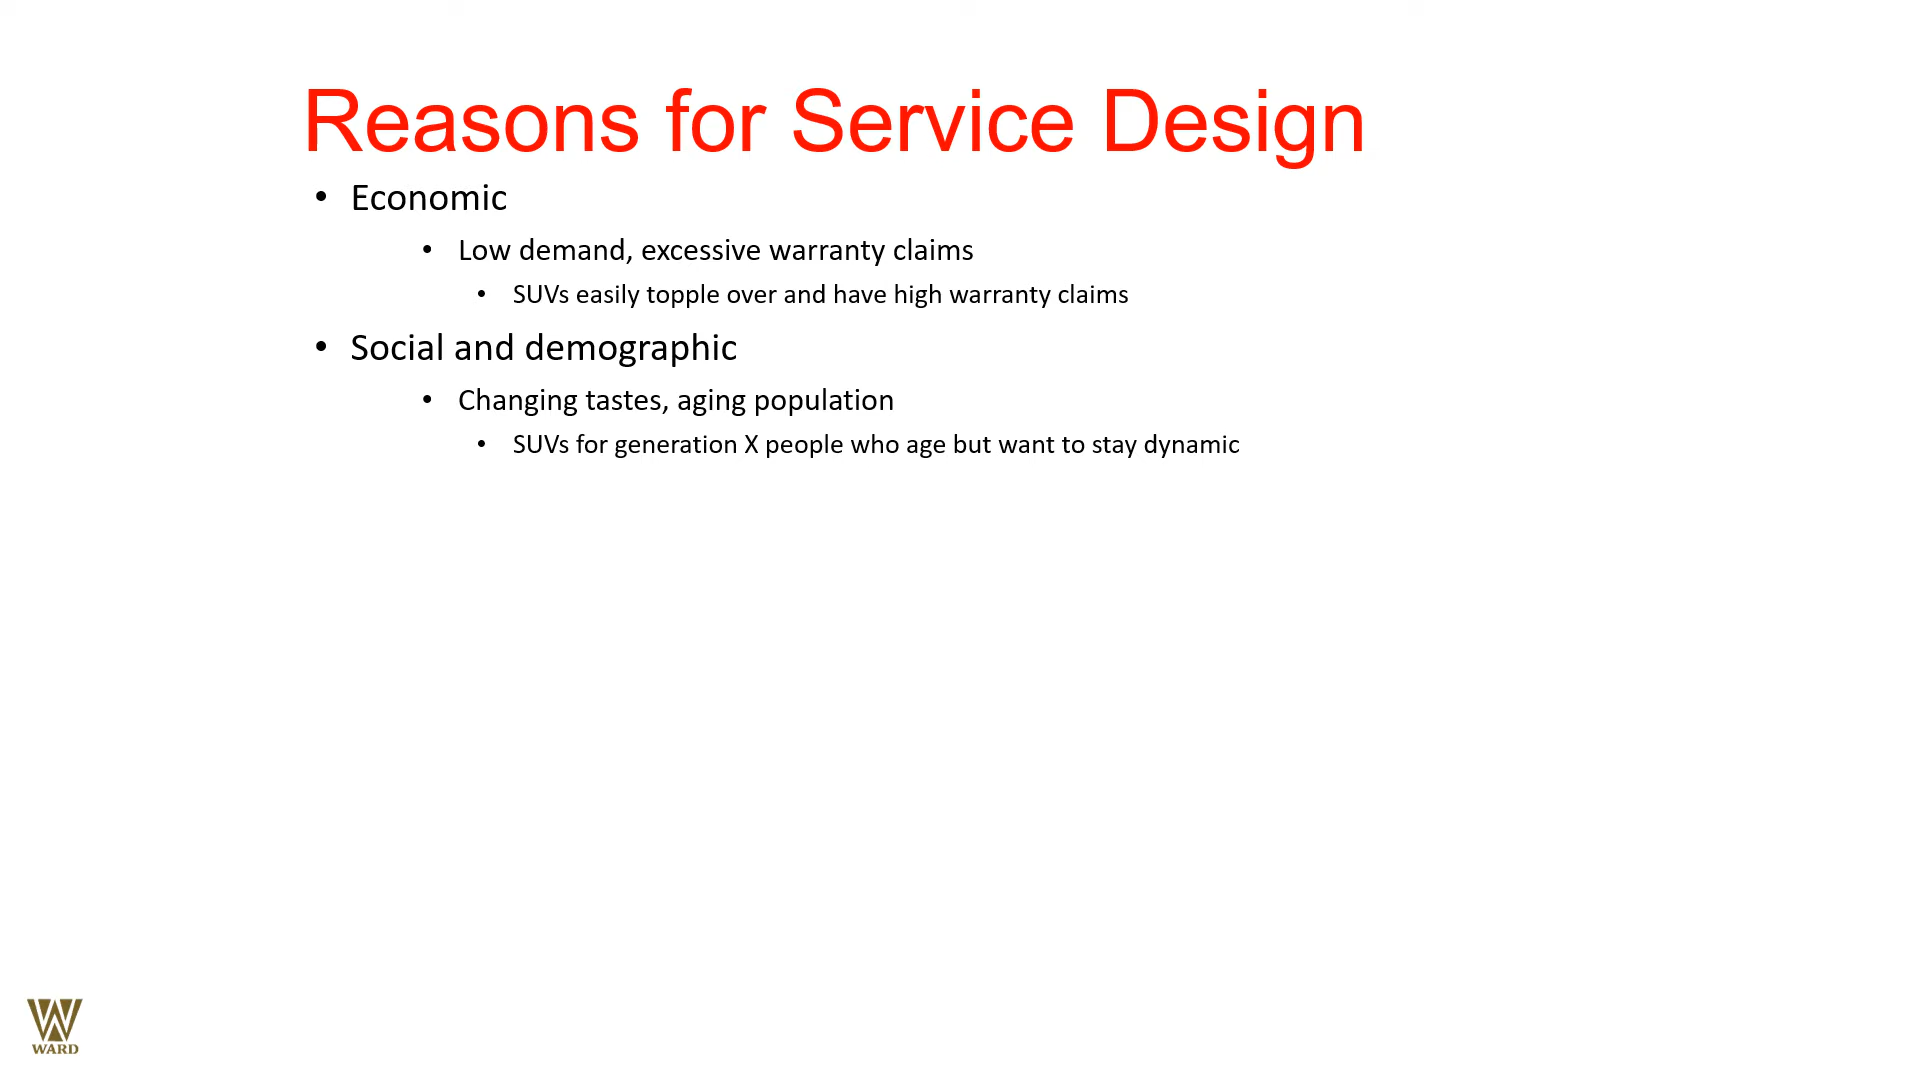 Reasons for Service Design
• Economic
• Low demand, excessive warranty claims
• SUVs easily topple over and have high warranty claims
• Social and demographic
• Changing tastes, aging population
• SUVs for generation X people who age but want to stay dynamic
W
WARD